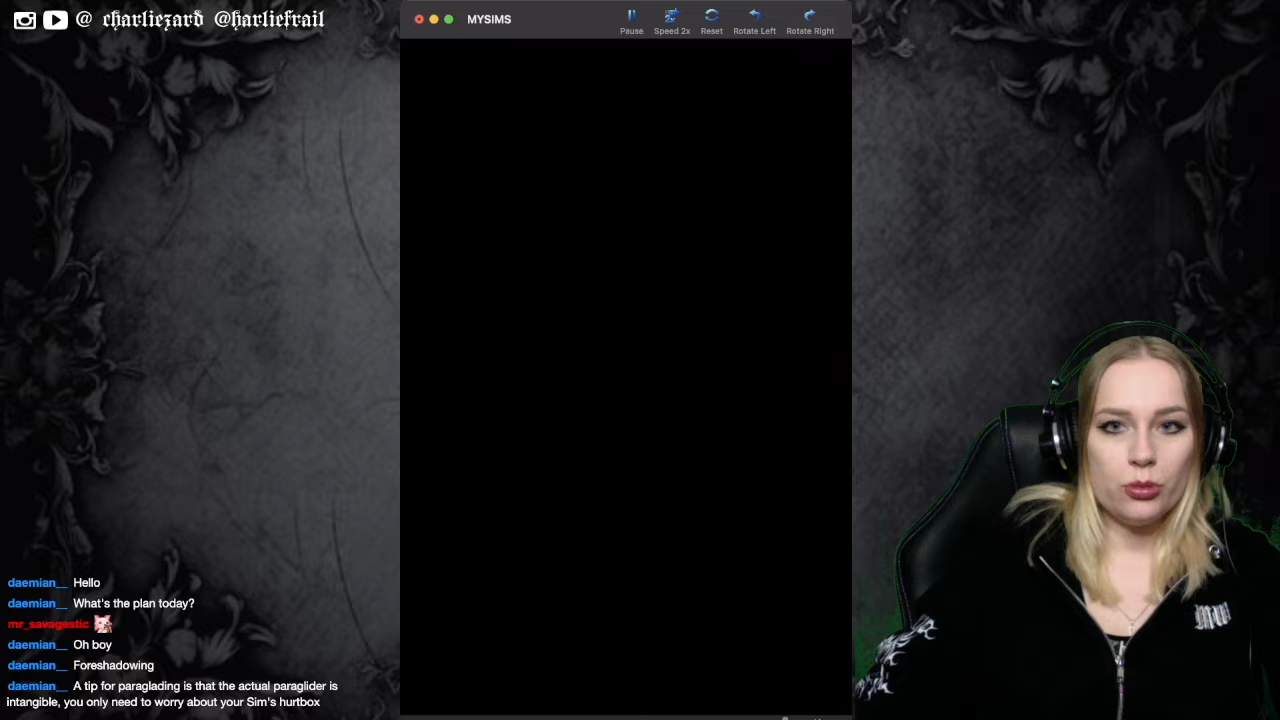 @ charliezard @harliefrail
MYSIMS
Pause Speed 2x Reset Rotate Left Rotate Right
daemian__ Hello
daemian__ What's the plan today?
mr_savagestic
daemian__ Oh boy
daemian__ Foreshadowing
daemian__ A tip for paraglading is that the actual paraglider is
intangible, you only need to worry about your Sim's hurtbox